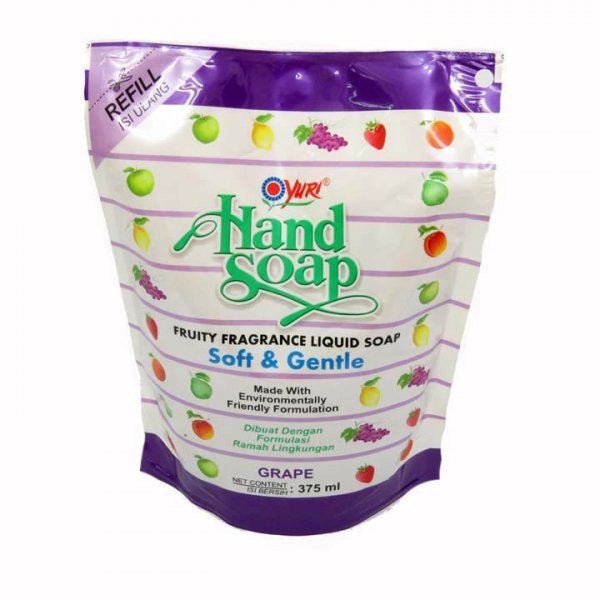 REFILL
ISI ULANG
YURI®
Hand
Soap
FRUITY FRAGRANCE LIQUID SOAP
Soft & Gentle
Made With
Environmentally
Friendly Formulation
Dibuat Dengan
Formulasi
Ramah Lingkungan
GRAPE
NET CONTENT
ISI BERSIH : 375 ml